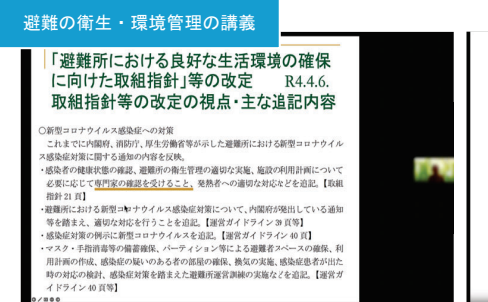 避難の衛生・環境管理の講義
「避難所における良好な生活環境の確保
に向けた取組指針」等の改定 R4.4.6.
取組指針等の改定の視点・主な追記内容
○新型コロナウイルス感染症への対策
これまでに内閣府、消防庁、厚生労働省等が示した避難所における新型コロナウイル
ス感染症対策に関する通知の内容を反映。
・感染者の健康状態の確認、避難所の衛生管理の適切な実施、施設の利用計画について
必要に応じて専門家の確認を受けること、発熱者への適切な対応などを追記。【取組
指針 21 頁】
・避難所における新型コロナウイルス感染症対策について、内閣府が発出している通知
等を踏まえ、適切な対応を行うことを追記。【運営ガイドライン 39 頁等】
・感染症対策の例示に新型コロナウイルスを追記。【運営ガイドライン 40 頁】
・マスク・手指消毒等の備蓄確保、パーティション等による避難者スペースの確保、利
用計画の作成、感染症の疑いのある者の部屋の確保、換気の実施、感染症患者が出た
時の対応の検討、感染症対策を踏まえた避難所運営訓練の実施などを追記。【運営ガ
イドライン 40 頁等】